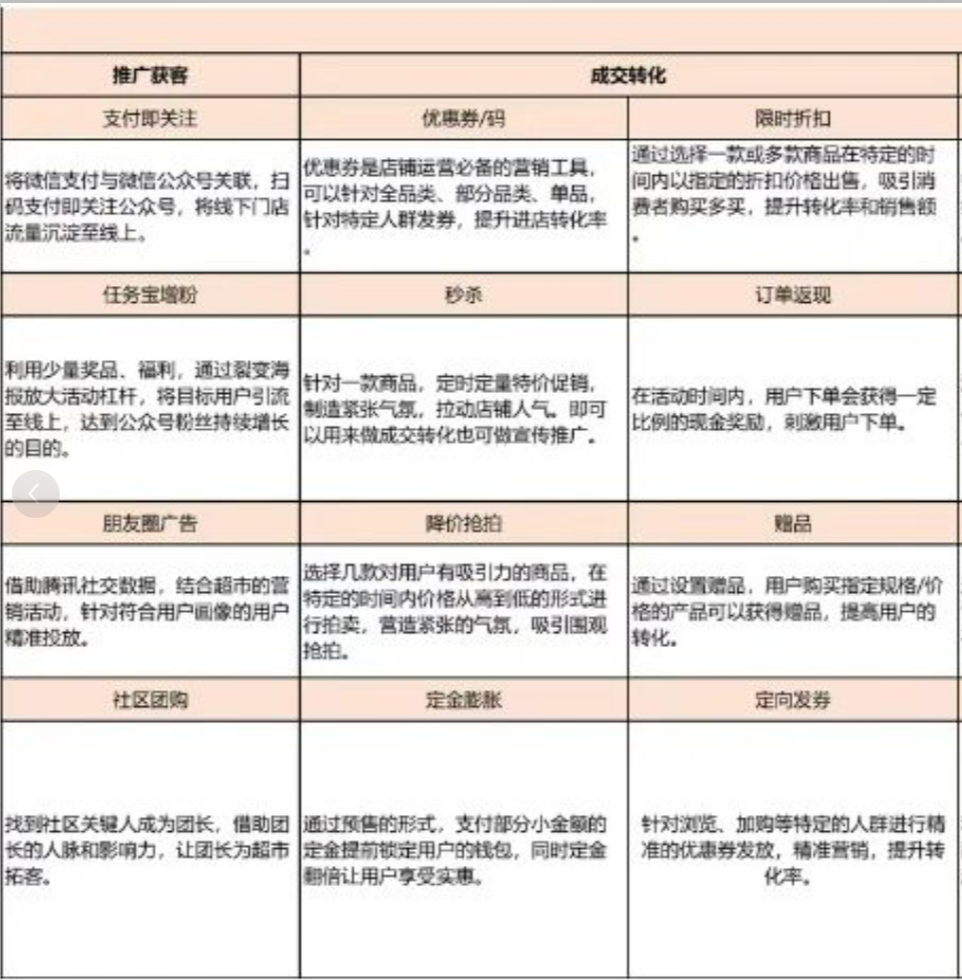 推广获客
成交转化
支付即关注
优惠券/码
限时折扣
将微信支付与微信公众号关联，扫
码支付即关注公众号，将线下门店
流量沉淀至线上。
优惠券是店铺运营必备的营销工具，
可以针对全品类、部分品类、单品，
针对特定人群发券，提升进店转化率
。
通过选择一款或多款商品在特定的时
间内以指定的折扣价格出售，吸引消
费者购买多买，提升转化率和销售额
。
任务宝增粉
秒杀
订单返现
利用少量奖品、福利，通过裂变海
报放大活动杠杆，将目标用户引流
至线上，达到公众号粉丝持续增长
的目的。
针对一款商品，定时定量特价促销，
制造紧张气氛，拉动店铺人气。即可
以用来做成交转化也可做宣传推广。
在活动时间内，用户下单会获得一定
比例的现金奖励，刺激用户下单。
朋友圈广告
降价抢拍
赠品
借助腾讯社交数据，结合超市的营
销活动，针对符合用户画像的用户
精准投放。
选择几款对用户有吸引力的商品，在
特定的时间内价格从高到低的形式进
行拍卖，营造紧张的气氛，吸引围观
抢拍。
通过设置赠品，用户购买指定规格/价
格的产品可以获得赠品，提高用户的
转化。
社区团购
定金膨胀
定向发券
找到社区关键人成为团长，借助团
长的人脉和影响力，让团长为超市
拓客。
通过预售的形式，支付部分小金额的
定金提前锁定用户的钱包，同时定金
翻倍让用户享受实惠。
针对浏览、加购等特定的人群进行精
准的优惠券发放，精准营销，提升转
化率。